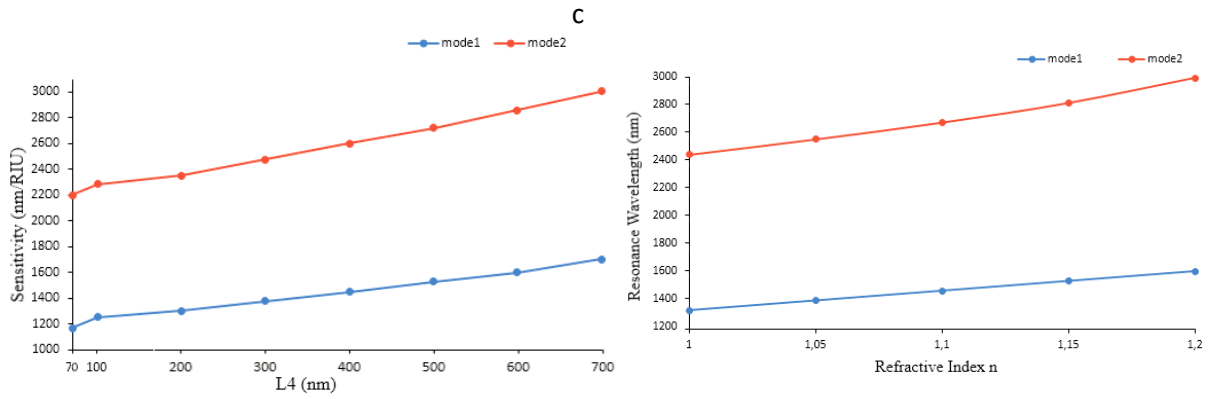 c
mode1 mode2
3000
2800
2600
2400
2200
2000
1800
1600
1400
1200
1000
Sensitivity (nm/RIU)
70 100 200 300 400 500 600 700
L4 (nm)
mode1 mode2
3000
2800
2600
2400
2200
2000
1800
1600
1400
1200
Resonance Wavelength (nm)
1 1,05 1,1 1,15 1,2
Refractive Index n